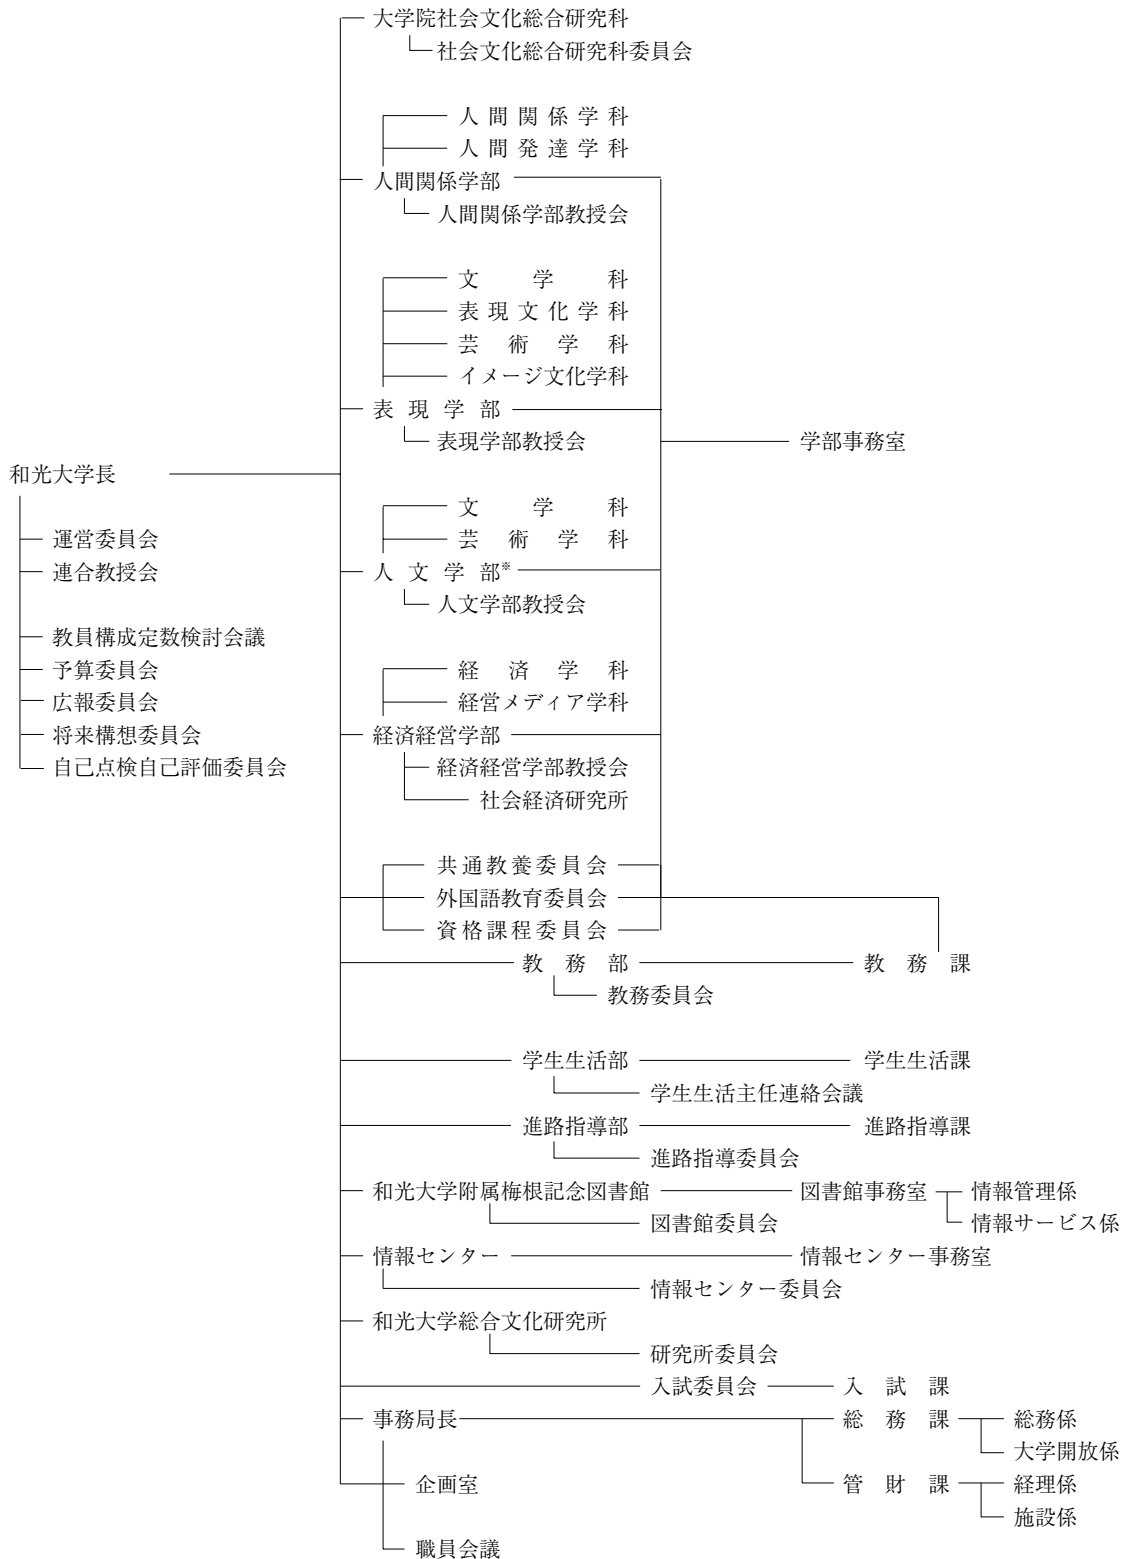 大学院社会文化総合研究科
社会文化総合研究科委員会
人間関係学科
人間発達学科
人間関係学部
人間関係学部教授会
文学科
表現文化学科
芸術学科
イメージ文化学科
表現学部
表現学部教授会 学部事務室
和光大学長
文学科
運営委員会 芸術学科
連合教授会 人文学部※
人文学部教授会
教員構成定数検討会議
予算委員会 経済学科
広報委員会 経営メディア学科
将来構想委員会 経済経営学部
自己点検自己評価委員会 経済経営学部教授会
社会経済研究所
共通教養委員会
外国語教育委員会
資格課程委員会
教務部 教務課
教務委員会
学生生活部 学生生活課
学生生活主任連絡会議
進路指導部 進路指導課
進路指導委員会
和光大学附属梅根記念図書館 図書館事務室 情報管理係
図書館委員会 情報サービス係
情報センター 情報センター事務室
情報センター委員会
和光大学総合文化研究所
研究所委員会
入試委員会 入試課
事務局長 総務課 総務係
大学開放係
企画室 管財課 経理係
施設係
職員会議